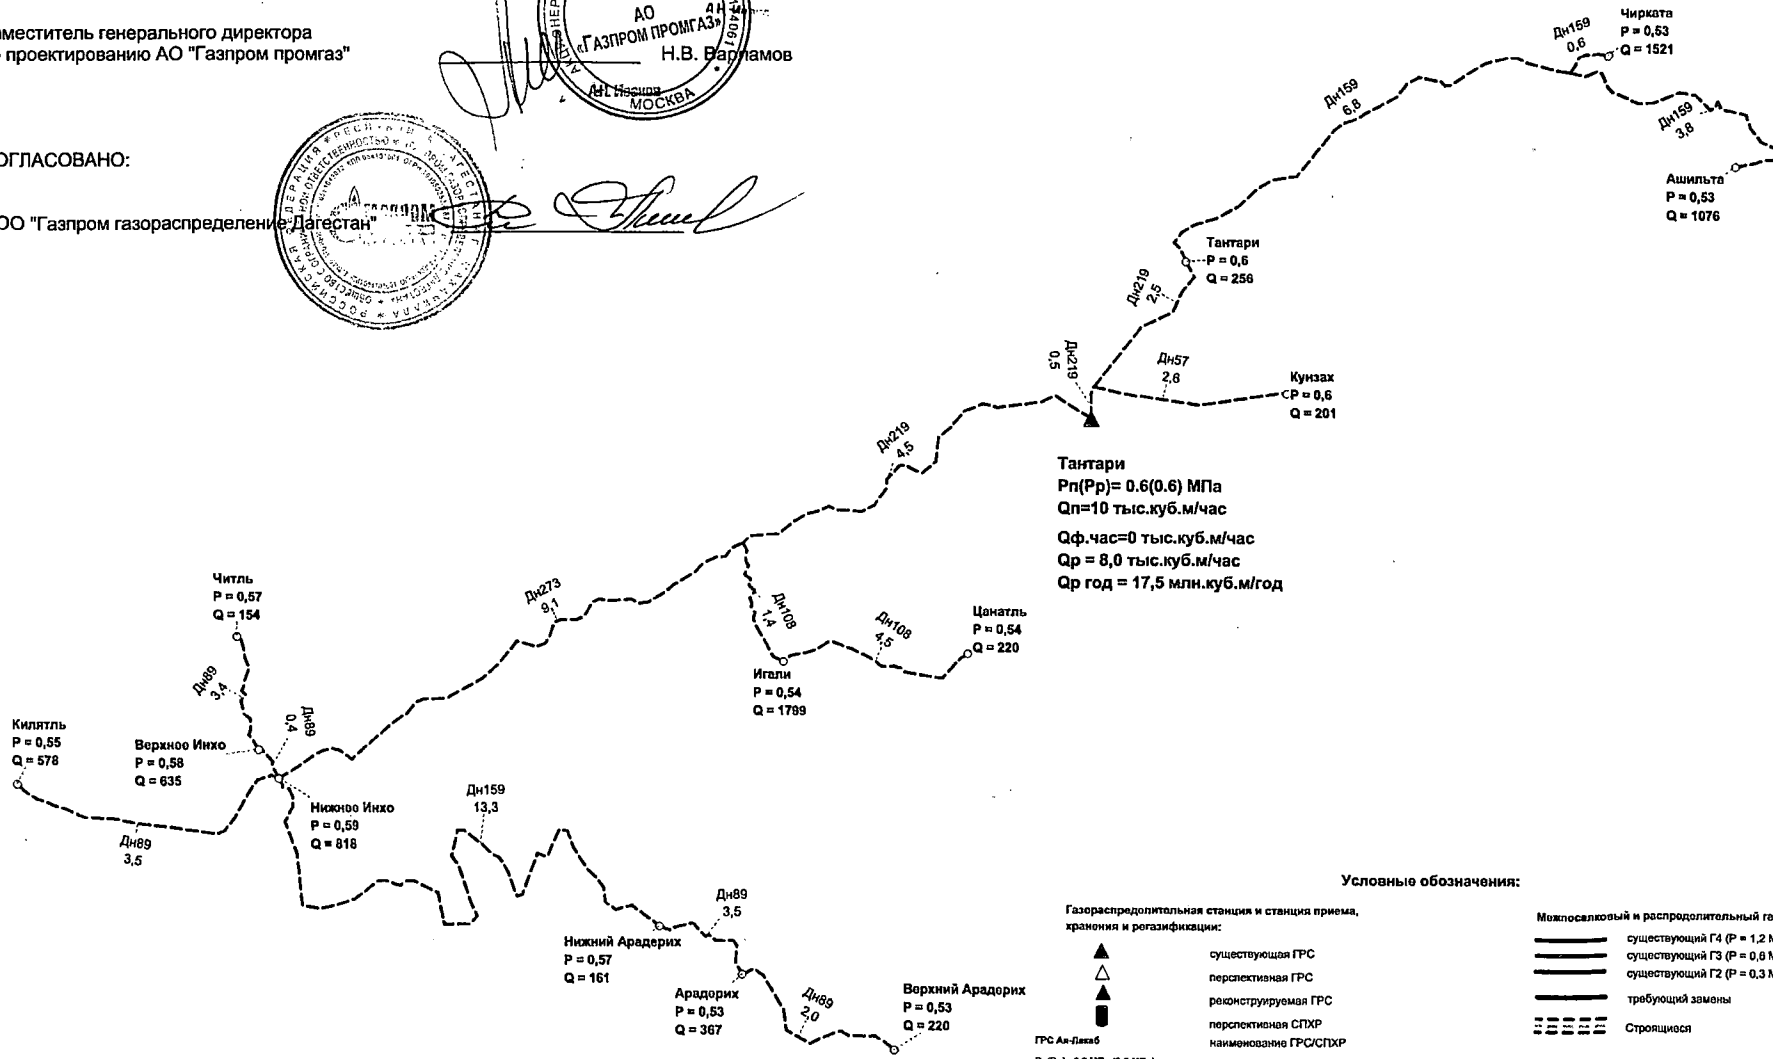 аместитель генерального директора
проектированию АО "Газпром промгаз"
Н.В. Варламов
АО
«ГАЗПРОМ ПРОМГАЗ»
МОСКВА
ОГЛАСОВАНО:
ОО "Газпром газораспределение Дагестан"
Чирката
P = 0,53
Q = 1521
Дн159
0,6
Дн159
6,8
Дн159
3,8
Ашильта
P = 0,53
Q = 1076
Тантари
P = 0,6
Q = 256
Дн219
2,5
Дн219
0,5
Дн57
2,6
Кунзах
P = 0,6
Q = 201
Дн219
4,5
Тантари
Рп(Рр)= 0.6(0.6) МПа
Qп=10 тыс.куб.м/час
Qф.час=0 тыс.куб.м/час
Qр = 8,0 тыс.куб.м/час
Qр год = 17,5 млн.куб.м/год
Читль
P = 0,57
Q = 154
Дн273
9,1
Дн108
1,4
Дн108
4,5
Цанатль
P = 0,54
Q = 220
Игали
P = 0,54
Q = 1799
Дн89
3,4
Дн89
0,4
Килятль
P = 0,55
Q = 578
Верхнее Инхо
P = 0,58
Q = 635
Нижнее Инхо
P = 0,59
Q = 818
Дн89
3,5
Дн159
13,3
Дн89
3,5
Нижний Арадерих
P = 0,57
Q = 161
Арадерих
P = 0,53
Q = 367
Дн89
2,0
Верхний Арадерих
P = 0,53
Q = 220
Условные обозначения:
Газораспределительная станция и станция приема,
хранения и регазификации:
существующая ГРС
перспективная ГРС
реконструируемая ГРС
перспективная СПХР
наименование ГРС/СПХР
Межпоселковый и распределительный га
существующий Г4 (P = 1,2 М
существующий Г3 (P = 0,6 М
существующий Г2 (P = 0,3 М
требующий замены
Строящиеся